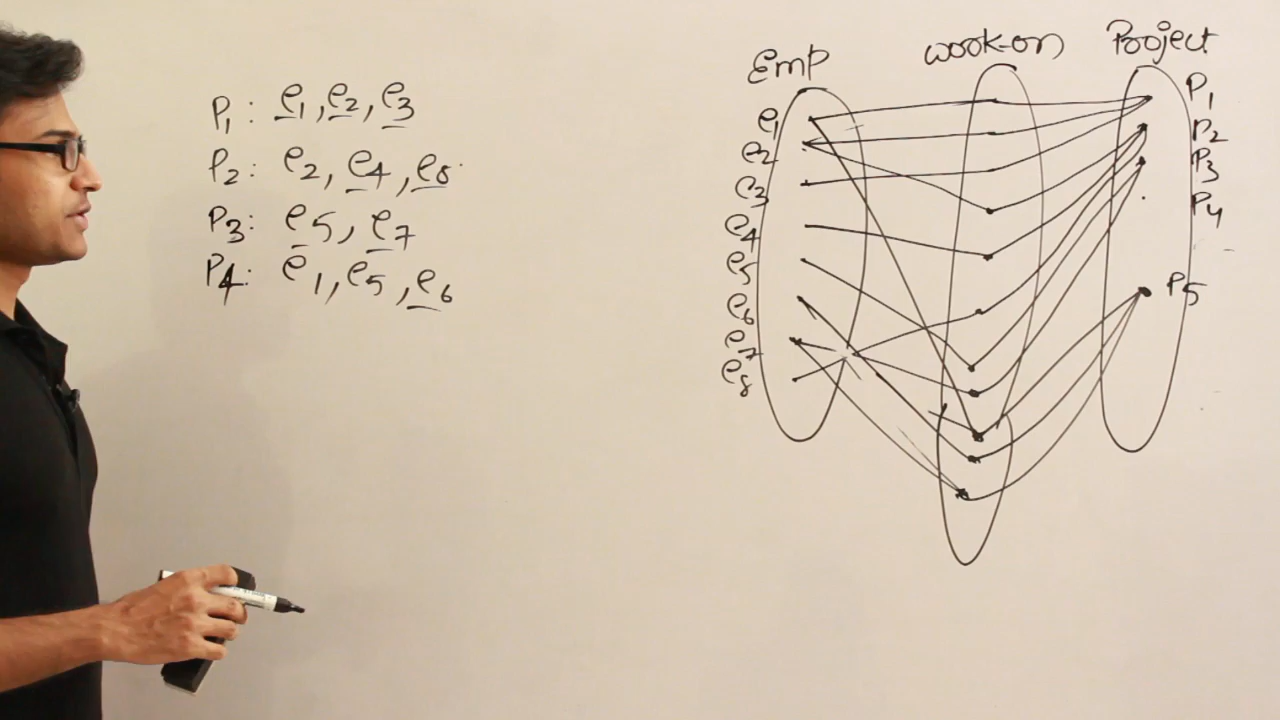 P1 : e1, e2, e3
P2 : e2, e4, e8
P3 : e5, e7
P4 : e1, e5, e6
Emp
work-on
Project
e1
e2
e3
e4
e5
e6
e7
e8
P1
P2
P3
P4
P5